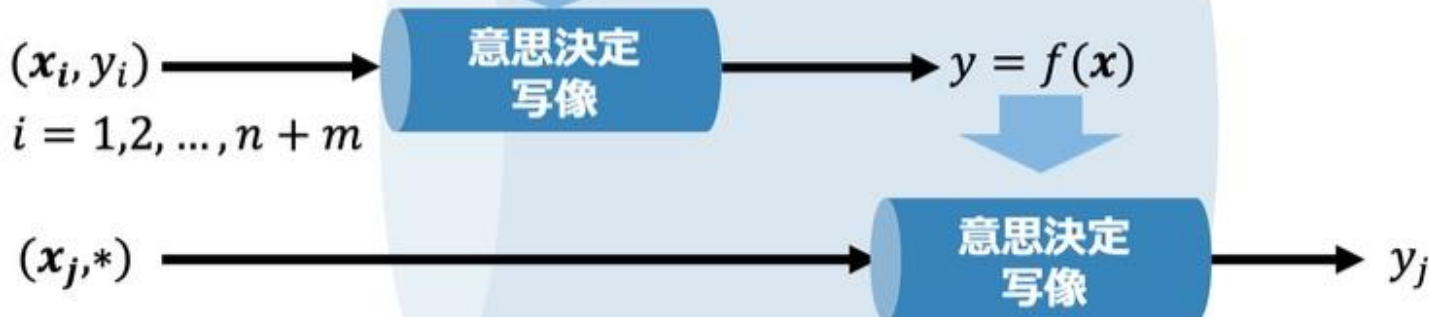 (x_i, y_i)
意思決定
写像
y = f(x)
i = 1,2, ..., n + m
(x_j,*)
意思決定
写像
y_j